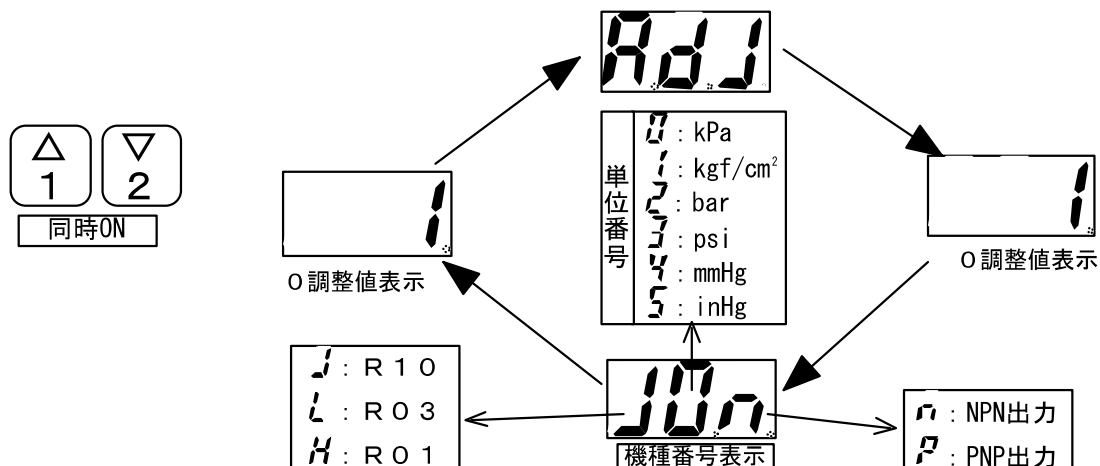 AdJ
△
1
▽
2
同時ON
1
0調整値表示
単位番号
0 : kPa
1 : kgf/cm²
2 : bar
3 : psi
4 : mmHg
5 : inHg
1
0調整値表示
J : R10
L : R03
H : R01
J0n
機種番号表示
n : NPN出力
P : PNP出力